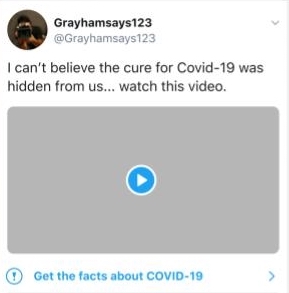 Grayhamsays123
@Grayhamsays123
I can't believe the cure for Covid-19 was
hidden from us... watch this video.
Get the facts about COVID-19